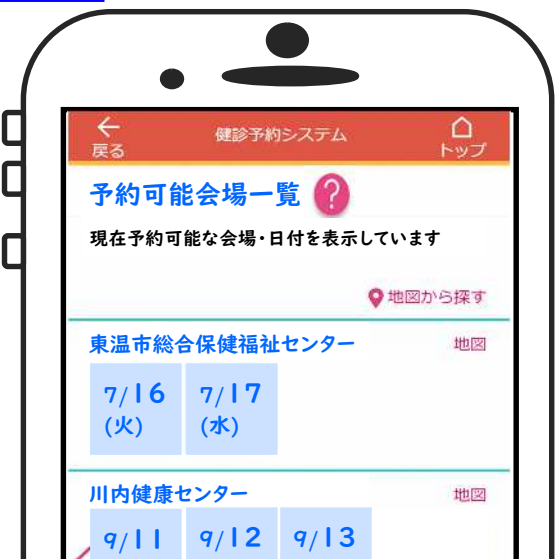 ← 健診予約システム
戻る トップ
予約可能会場一覧 ?
現在予約可能な会場・日付を表示しています
地図から探す
東温市総合保健福祉センター 地図
7/16 7/17
(火) (水)
川内健康センター 地図
9/11 9/12 9/13